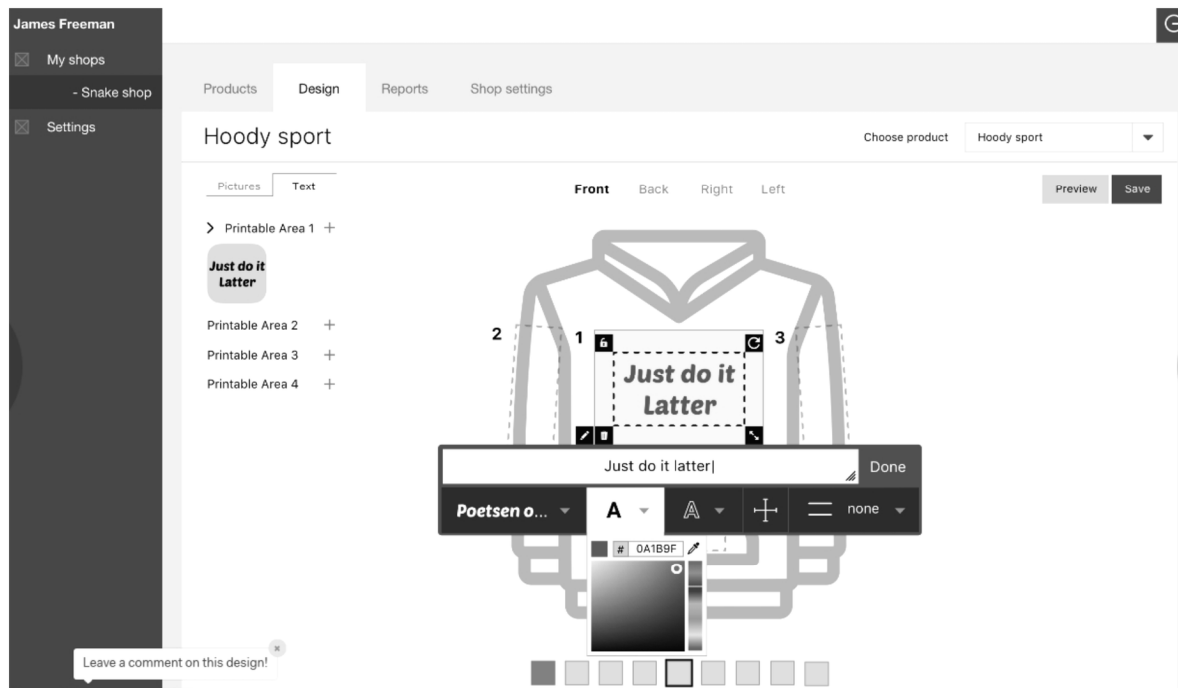 James Freeman
My shops
- Snake shop
Settings
Products Design Reports Shop settings
Hoody sport
Choose product Hoody sport
Pictures Text
Front Back Right Left
Preview Save
Printable Area 1 +
Just do it
Latter
Printable Area 2 +
Printable Area 3 +
Printable Area 4 +
2 1 3
Just do it
Latter
Just do it latter
Done
Poetsen o... A A none
# 0A1B9F
Leave a comment on this design!